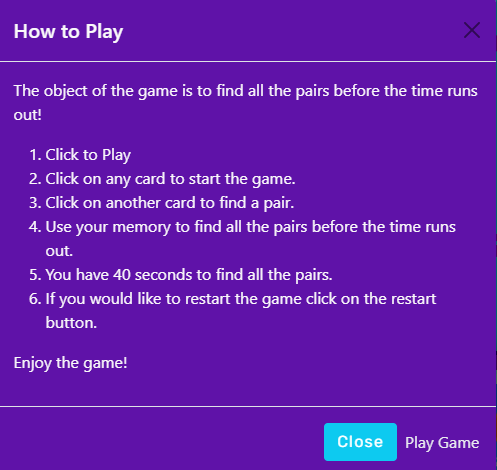 How to Play
The object of the game is to find all the pairs before the time runs
out!
1. Click to Play
2. Click on any card to start the game.
3. Click on another card to find a pair.
4. Use your memory to find all the pairs before the time runs
out.
5. You have 40 seconds to find all the pairs.
6. If you would like to restart the game click on the restart
button.
Enjoy the game!
Close Play Game